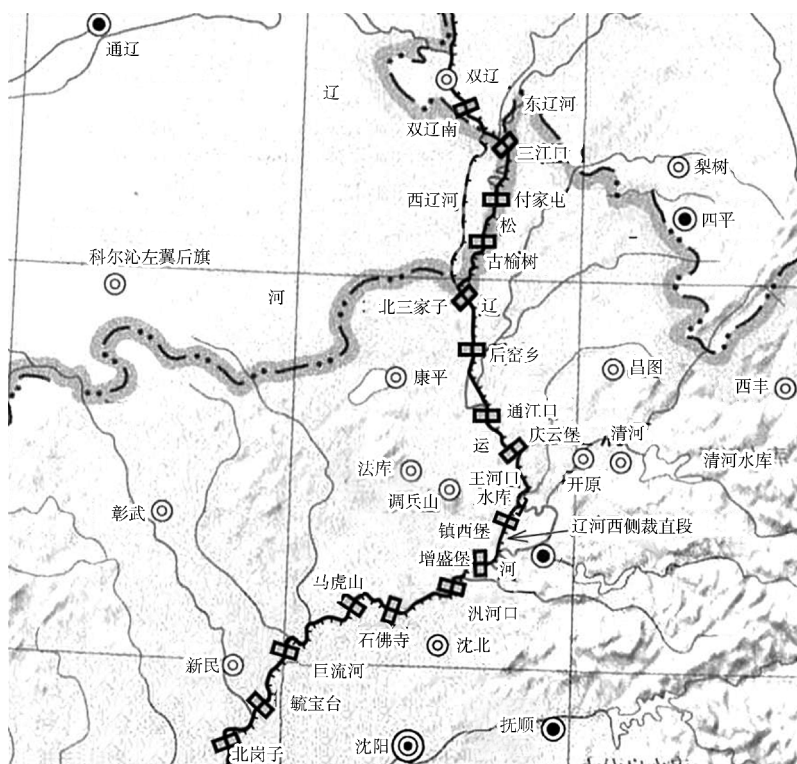 通辽
双辽
辽
东辽河
双辽南
三江口
梨树
西辽河
付家屯
四平
松
科尔沁左翼后旗
古榆树
河
北三家子
辽
后窑乡
康平
昌图
西丰
通江口
庆云堡
清河
运
法库
王河口
水库
开原
清河水库
调兵山
彰武
镇西堡
辽河西侧裁直段
增盛堡
河
马虎山
汎河口
石佛寺
沈北
新民
巨流河
毓宝台
抚顺
沈阳
北岗子